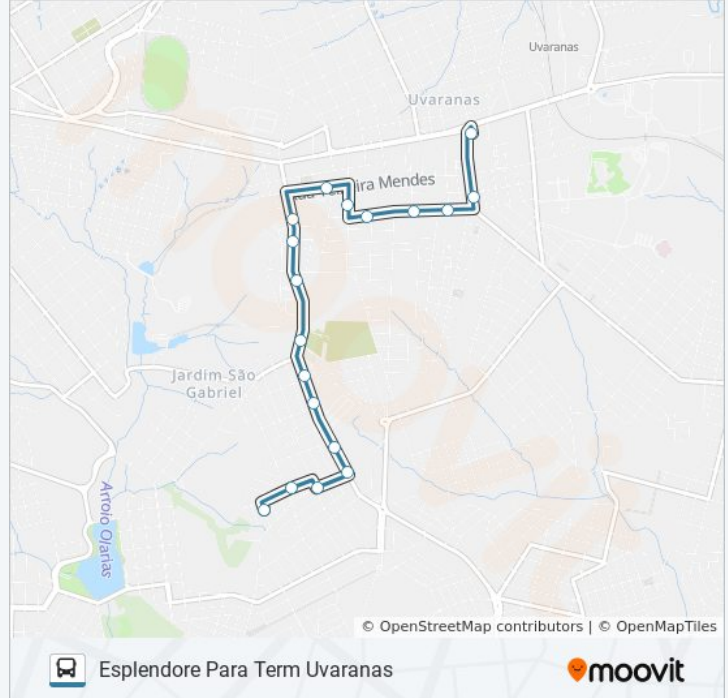 Uvaranas
Uvaranas
ira Mendes
Jardim São
Gabriel
Arroio Olarias
© OpenStreetMap contributors | © OpenMapTiles
Esplendore Para Term Uvaranas
moovit